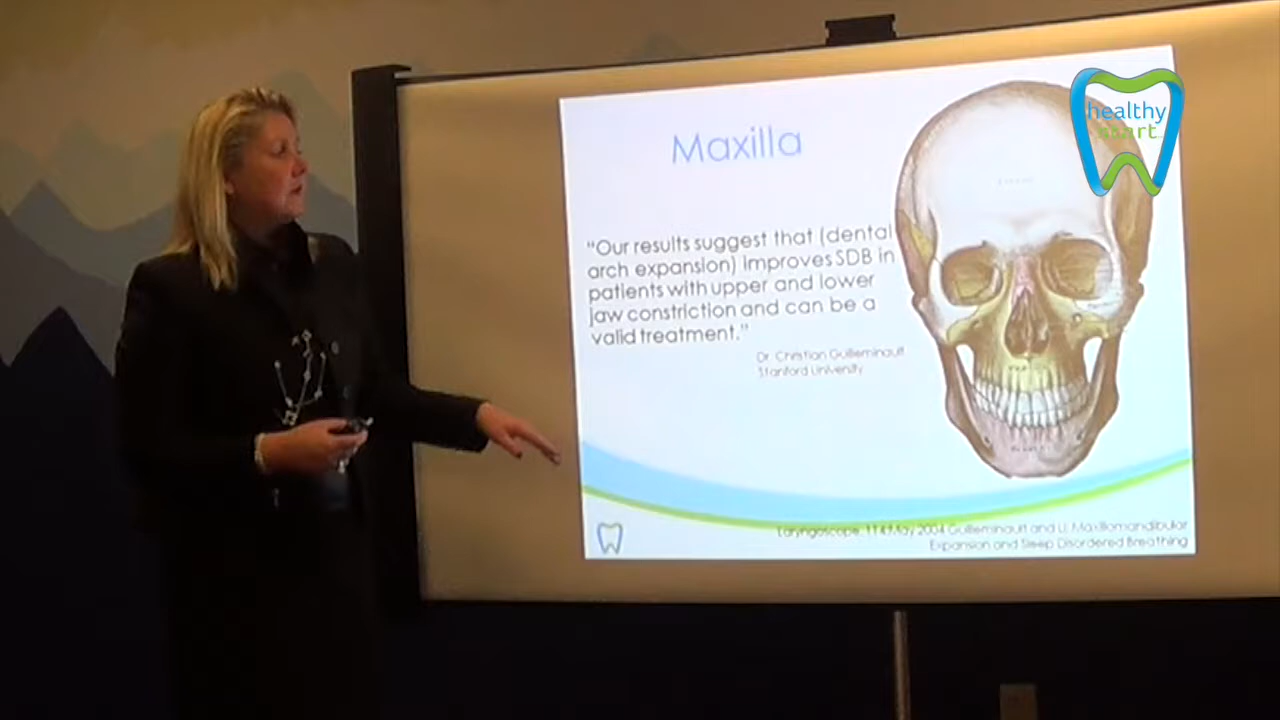 Maxilla
healthy
start
“Our results suggest that (dental
arch expansion) improves SDB in
patients with upper and lower
jaw constriction and can be a
valid treatment.”
Dr. Christian Guilleminault
Stanford University
Laryngoscope, 114:May 2004 Guilleminault and Li, Maxillomandibular
Expansion and Sleep Disordered Breathing